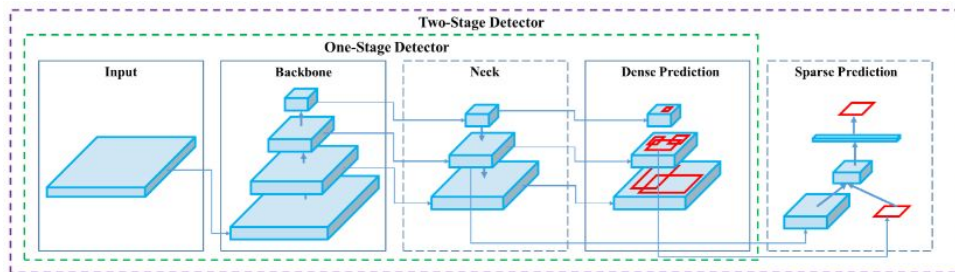 Two-Stage Detector
One-Stage Detector
Input
Backbone
Neck
Dense Prediction
Sparse Prediction